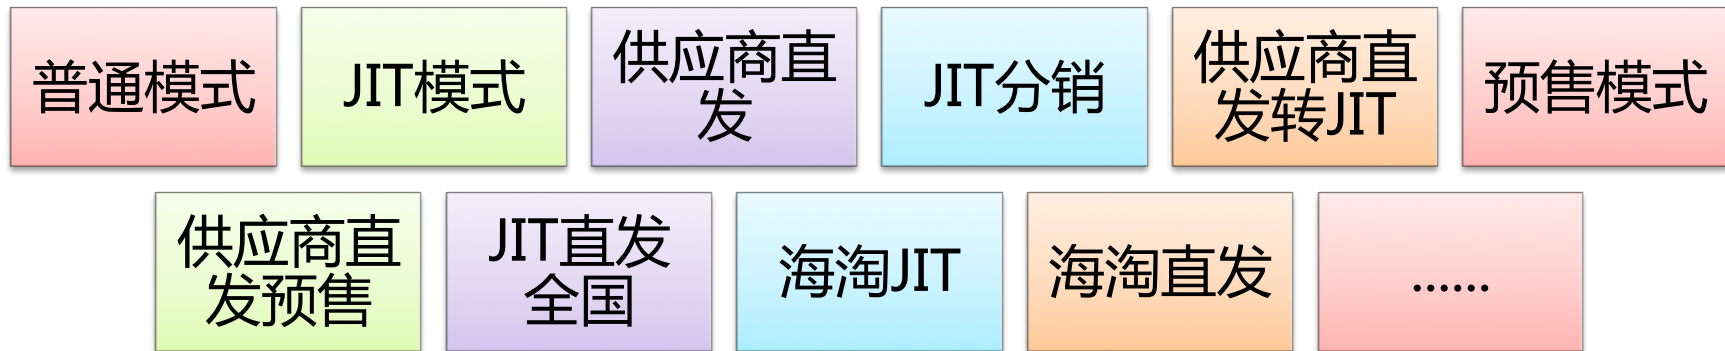 普通模式
JIT模式
供应商直
发
JIT分销
供应商直
发转JIT
预售模式
供应商直
发预售
JIT直发
全国
海淘JIT
海淘直发
......